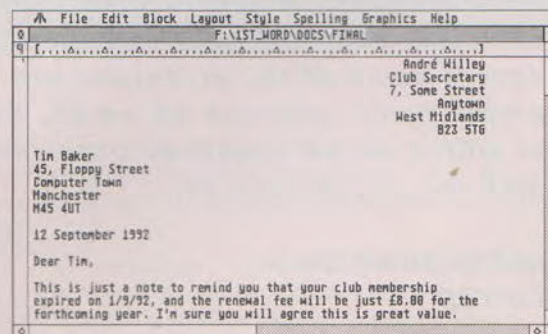 File Edit Block Layout Style Spelling Graphics Help
F:\1ST_WORD\DOCS\FINAL
André Willey
Club Secretary
7, Some Street
Anytown
West Midlands
B23 5TG
Tim Baker
45, Floppy Street
Computer Town
Manchester
M45 4UT
12 September 1992
Dear Tim,
This is just a note to remind you that your club membership
expired on 1/9/92, and the renewal fee will be just £8.00 for the
forthcoming year. I'm sure you will agree this is great value.